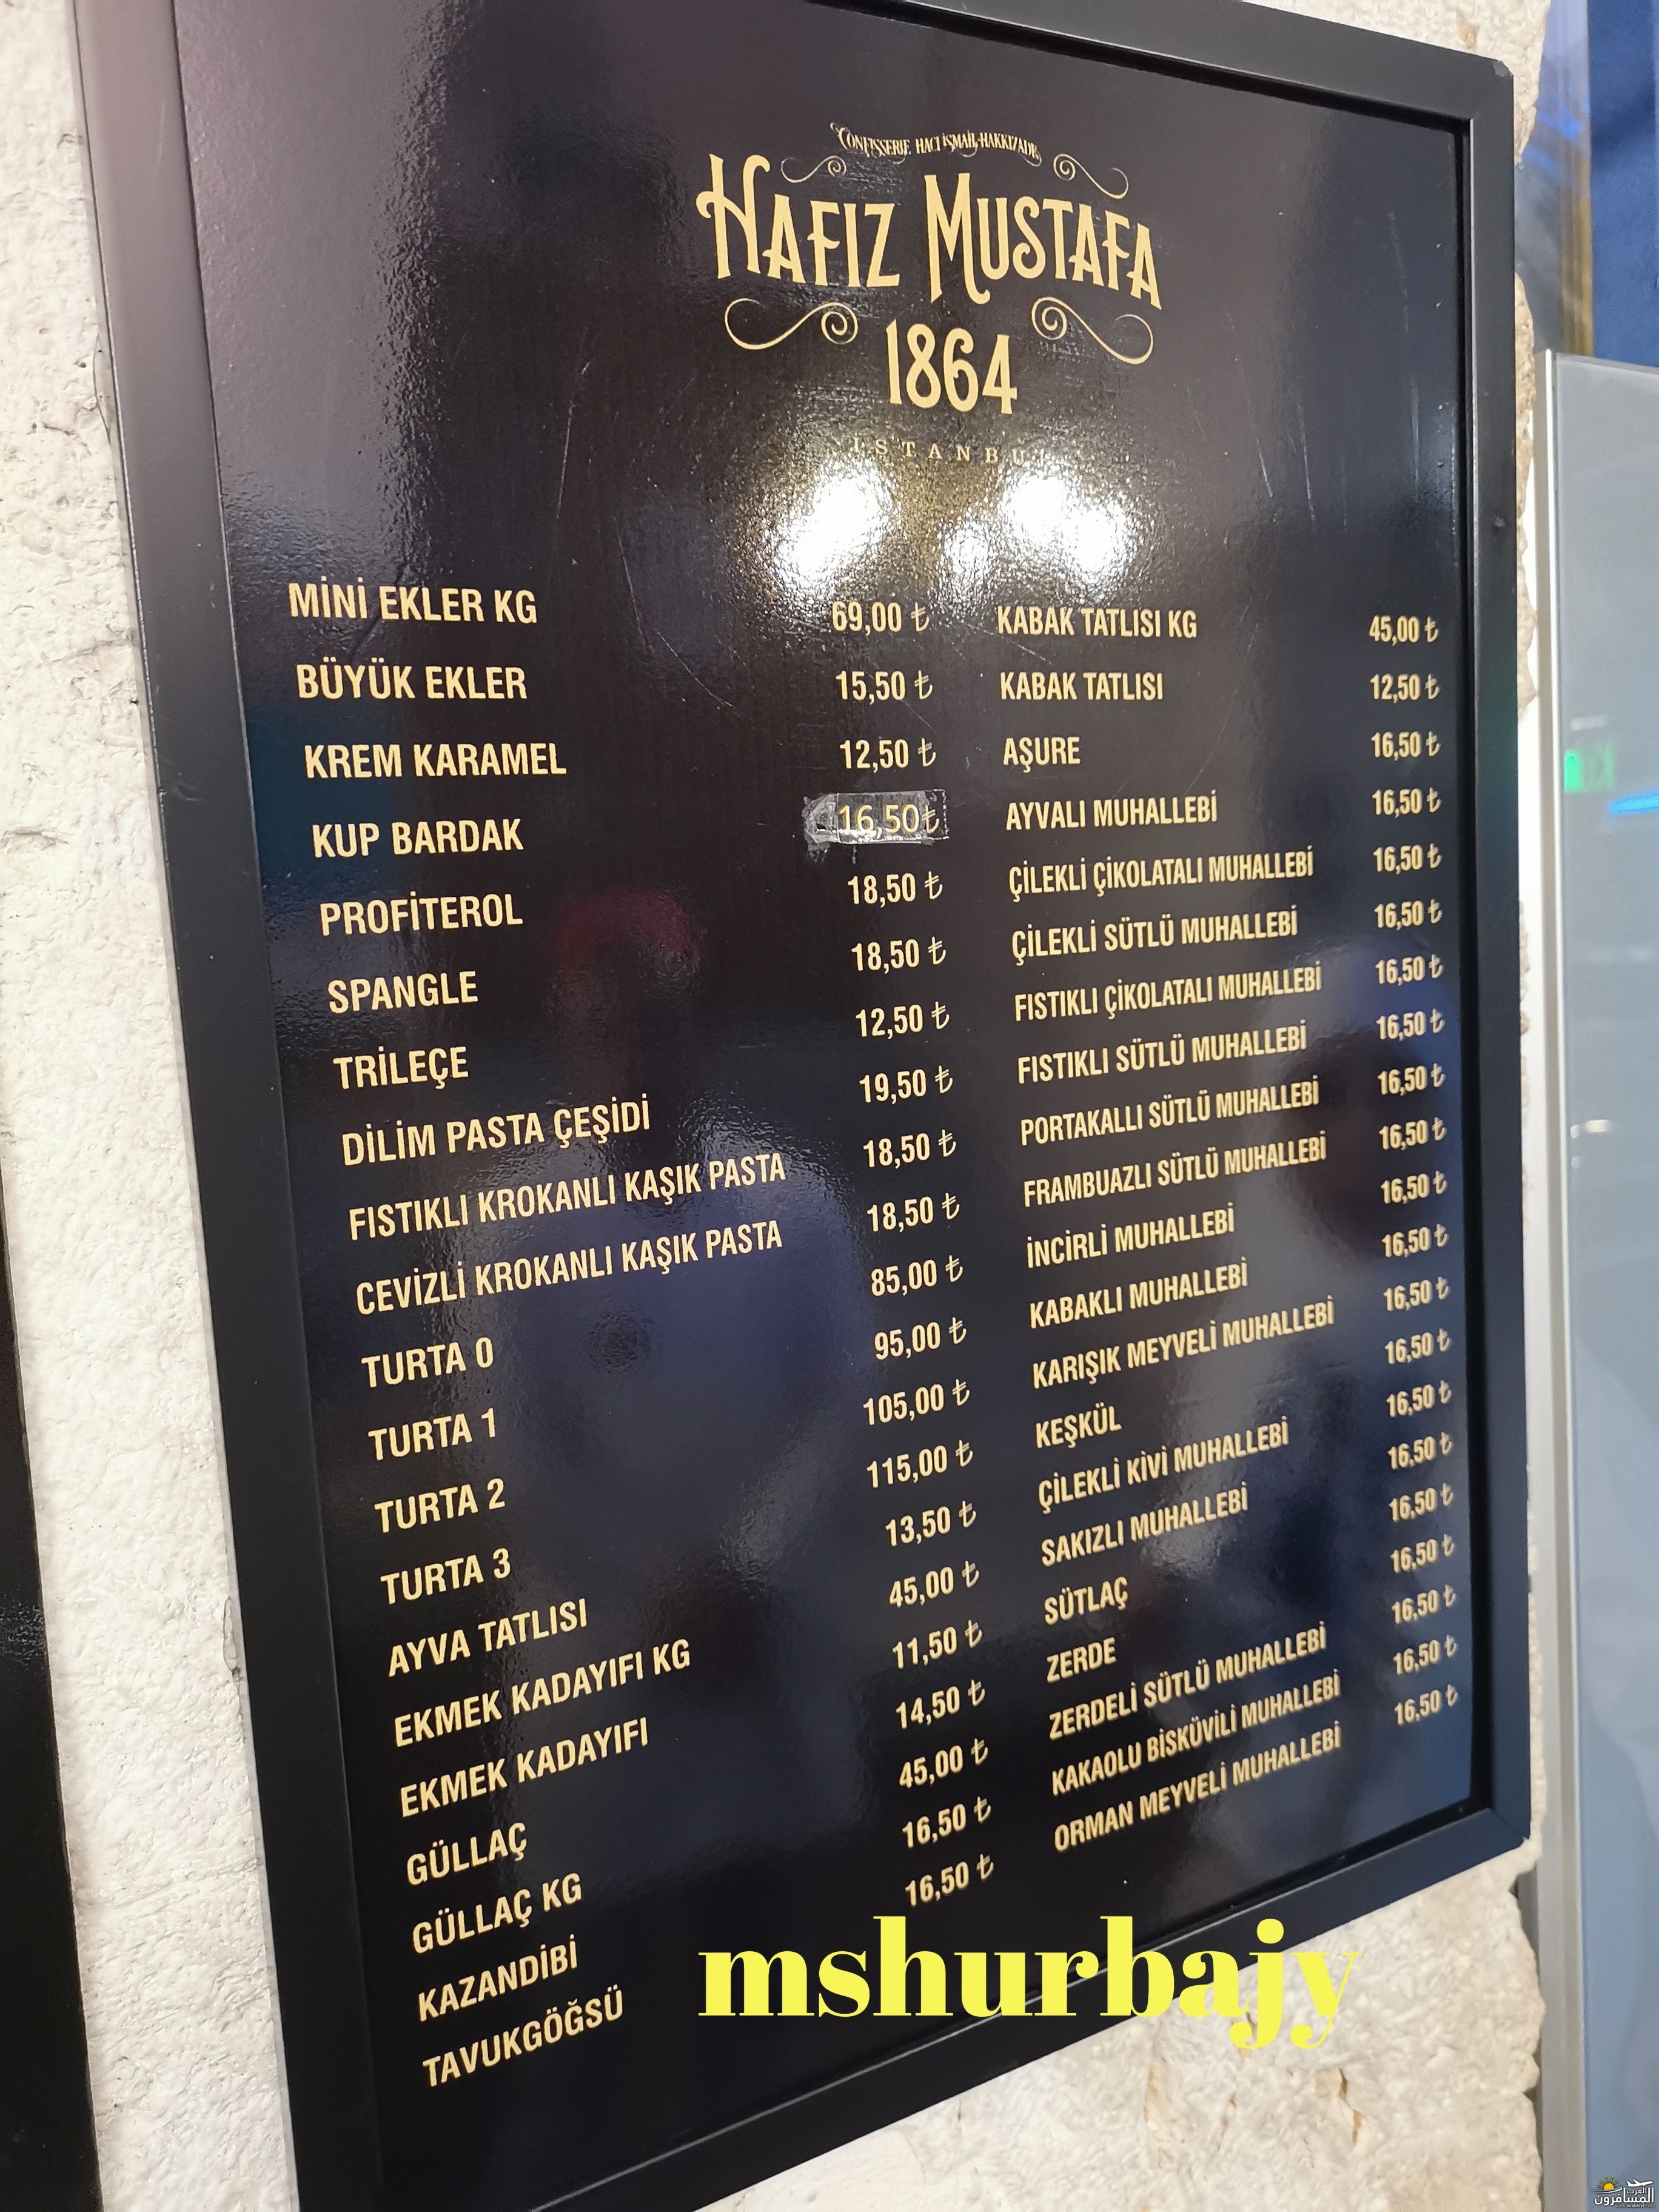 CONFISSERIE HACI İSMAİL HAKKIZADE
HAFIZ MUSTAFA
1864
ISTANBUL
MİNİ EKLER KG 69,00 ₺
BÜYÜK EKLER 15,50 ₺
KREM KARAMEL 12,50 ₺
KUP BARDAK 16,50₺
PROFİTEROL 18,50 ₺
SPANGLE 18,50 ₺
TRİLEÇE 12,50 ₺
DİLİM PASTA ÇEŞİDİ 19,50 ₺
FISTIKLI KROKANLI KAŞIK PASTA 18,50 ₺
CEVİZLİ KROKANLI KAŞIK PASTA 18,50 ₺
TURTA 0 85,00 ₺
TURTA 1 95,00 ₺
TURTA 2 105,00 ₺
TURTA 3 115,00 ₺
AYVA TATLISI 13,50 ₺
EKMEK KADAYIFI KG 45,00 ₺
EKMEK KADAYIFI 11,50 ₺
GÜLLAÇ 14,50 ₺
GÜLLAÇ KG 45,00 ₺
KAZANDİBİ 16,50 ₺
TAVUKGÖĞSÜ 16,50 ₺
KABAK TATLISI KG 45,00 ₺
KABAK TATLISI 12,50 ₺
AŞURE 16,50 ₺
AYVALI MUHALLEBİ 16,50 ₺
ÇİLEKLİ ÇİKOLATALI MUHALLEBİ 16,50 ₺
ÇİLEKLİ SÜTLÜ MUHALLEBİ 16,50 ₺
FISTIKLI ÇİKOLATALI MUHALLEBİ 16,50 ₺
FISTIKLI SÜTLÜ MUHALLEBİ 16,50 ₺
PORTAKALLI SÜTLÜ MUHALLEBİ 16,50 ₺
FRAMBUAZLI SÜTLÜ MUHALLEBİ 16,50 ₺
İNCİRLİ MUHALLEBİ 16,50 ₺
KABAKLI MUHALLEBİ 16,50 ₺
KARIŞIK MEYVELİ MUHALLEBİ 16,50 ₺
KEŞKÜL 16,50 ₺
ÇİLEKLİ KİVİ MUHALLEBİ 16,50 ₺
SAKIZLI MUHALLEBİ 16,50 ₺
SÜTLAÇ 16,50 ₺
ZERDE 16,50 ₺
ZERDELİ SÜTLÜ MUHALLEBİ 16,50 ₺
KAKAOLU BİSKÜVİLİ MUHALLEBİ 16,50 ₺
ORMAN MEYVELİ MUHALLEBİ 16,50 ₺
mshurbajy
العرب
المسافرون